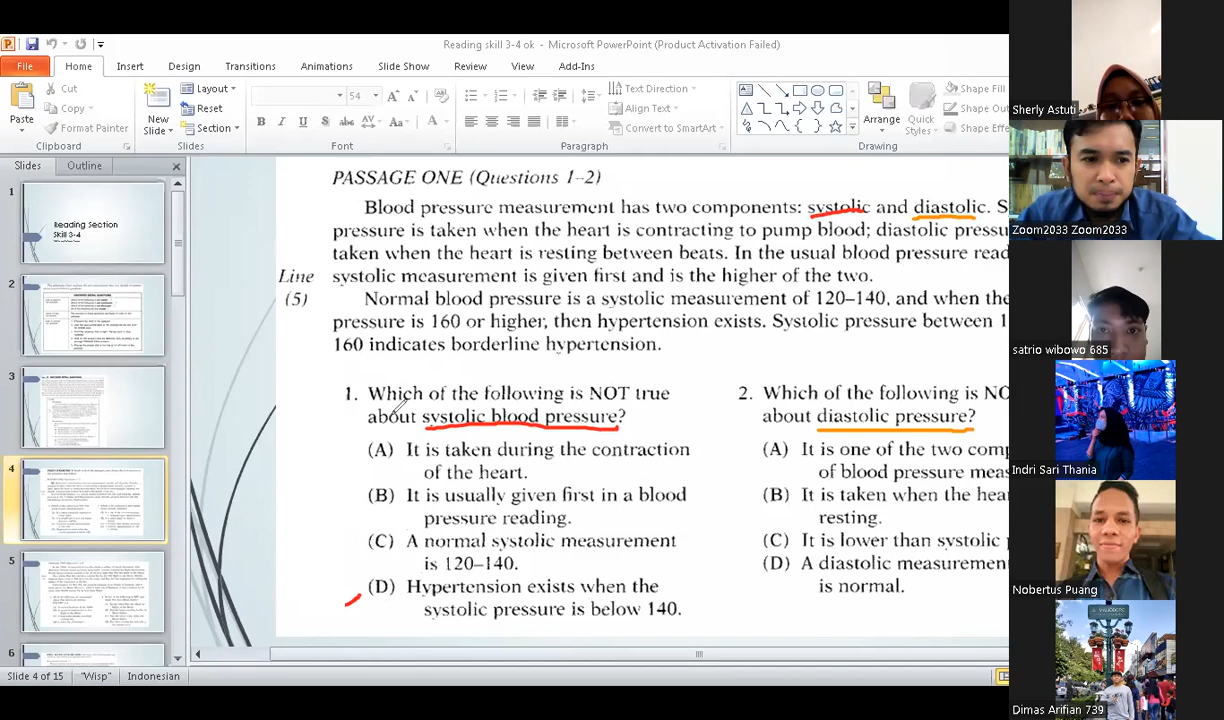 Reading skill 3-4 ok - Microsoft PowerPoint (Product Activation Failed)
File Home Insert Design Transitions Animations Slide Show Review View Add-Ins
Paste
Cut
Copy
Format Painter
Clipboard
New
Slide
Layout
Reset
Section
Slides
54
B I U S abc AV Aa A
Font
Text Direction
Align Text
Convert to SmartArt
Paragraph
Arrange
Quick
Styles
Shape Fill
Shape Ou
Shape Effe
Drawing
Slides Outline
1
Reading Section
Skill 3-4
2
3
4
5
6
PASSAGE ONE (Questions 1–2)
Blood pressure measurement has two components: systolic and diastolic. S
pressure is taken when the heart is contracting to pump blood; diastolic pressu
taken when the heart is resting between beats. In the usual blood pressure read
Line systolic measurement is given first and is the higher of the two.
(5) Normal blood pressure is a systolic measurement of 120–140, and when the
pressure is 160 or higher, then hypertension exists. Systolic pressure between 1
160 indicates borderline hypertension.
1. Which of the following is NOT true
about systolic blood pressure?
(A) It is taken during the contraction
of the heart.
(B) It is usually given first in a blood
pressure reading.
(C) A normal systolic measurement
is 120–140.
(D) Hypertension exists when the
systolic pressure is below 140.
2. Which of the following is NO
about diastolic pressure?
(A) It is one of the two comp
of blood pressure meas
(B) It is taken when the hear
resting.
(C) It is lower than systolic
(D) A diastolic measuremen
is normal.
Slide 4 of 15 "Wisp" Indonesian
Sherly Astuti
Zoom2033 Zoom2033
satrio wibowo 685
Indri Sari Thania
Nobertus Puang
Dimas Arifian 739